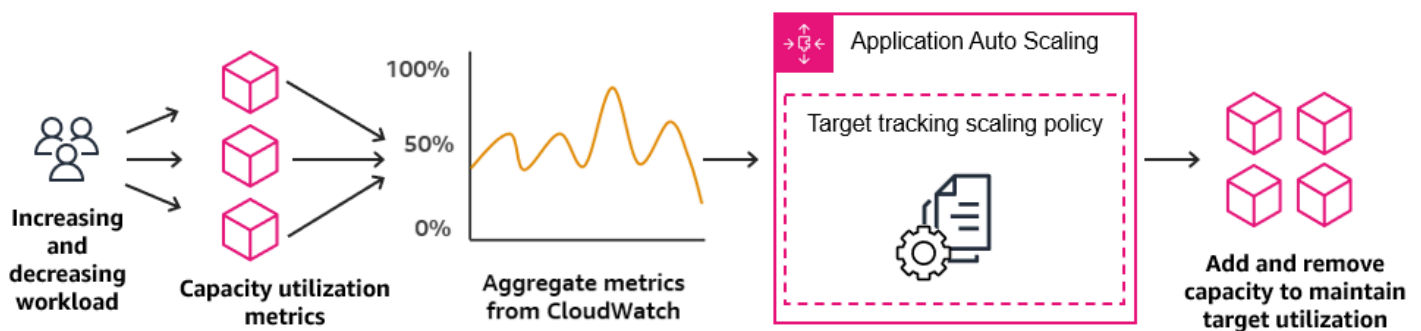 Increasing
and
decreasing
workload
Capacity utilization
metrics
100%
50%
0%
Aggregate metrics
from CloudWatch
Application Auto Scaling
Target tracking scaling policy
Add and remove
capacity to maintain
target utilization